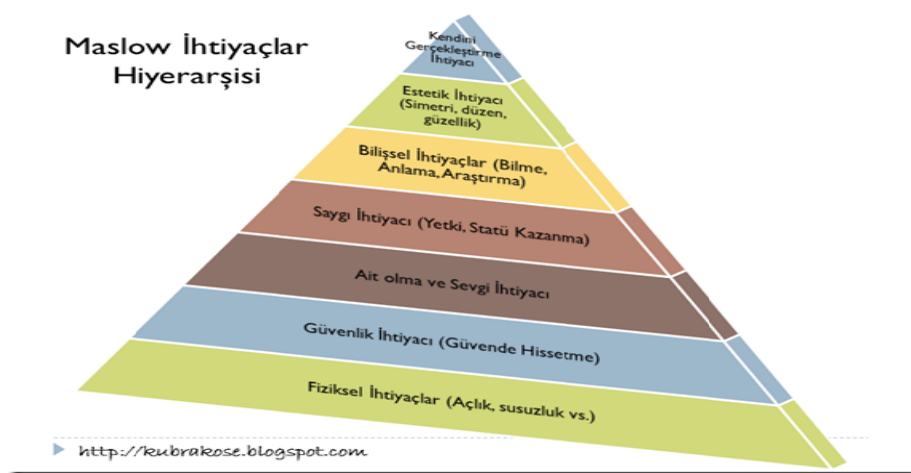 Maslow İhtiyaçlar
Hiyerarşisi
Kendini
Gerçekleştirme
İhtiyacı
Estetik İhtiyacı
(Simetri, düzen,
güzellik)
Bilişsel İhtiyaçlar (Bilme,
Anlama, Araştırma)
Saygı İhtiyacı (Yetki, Statü Kazanma)
Ait olma ve Sevgi İhtiyacı
Güvenlik İhtiyacı (Güvende Hissetme)
Fiziksel İhtiyaçlar (Açlık, susuzluk vs.)
http://kubrakose.blogspot.com